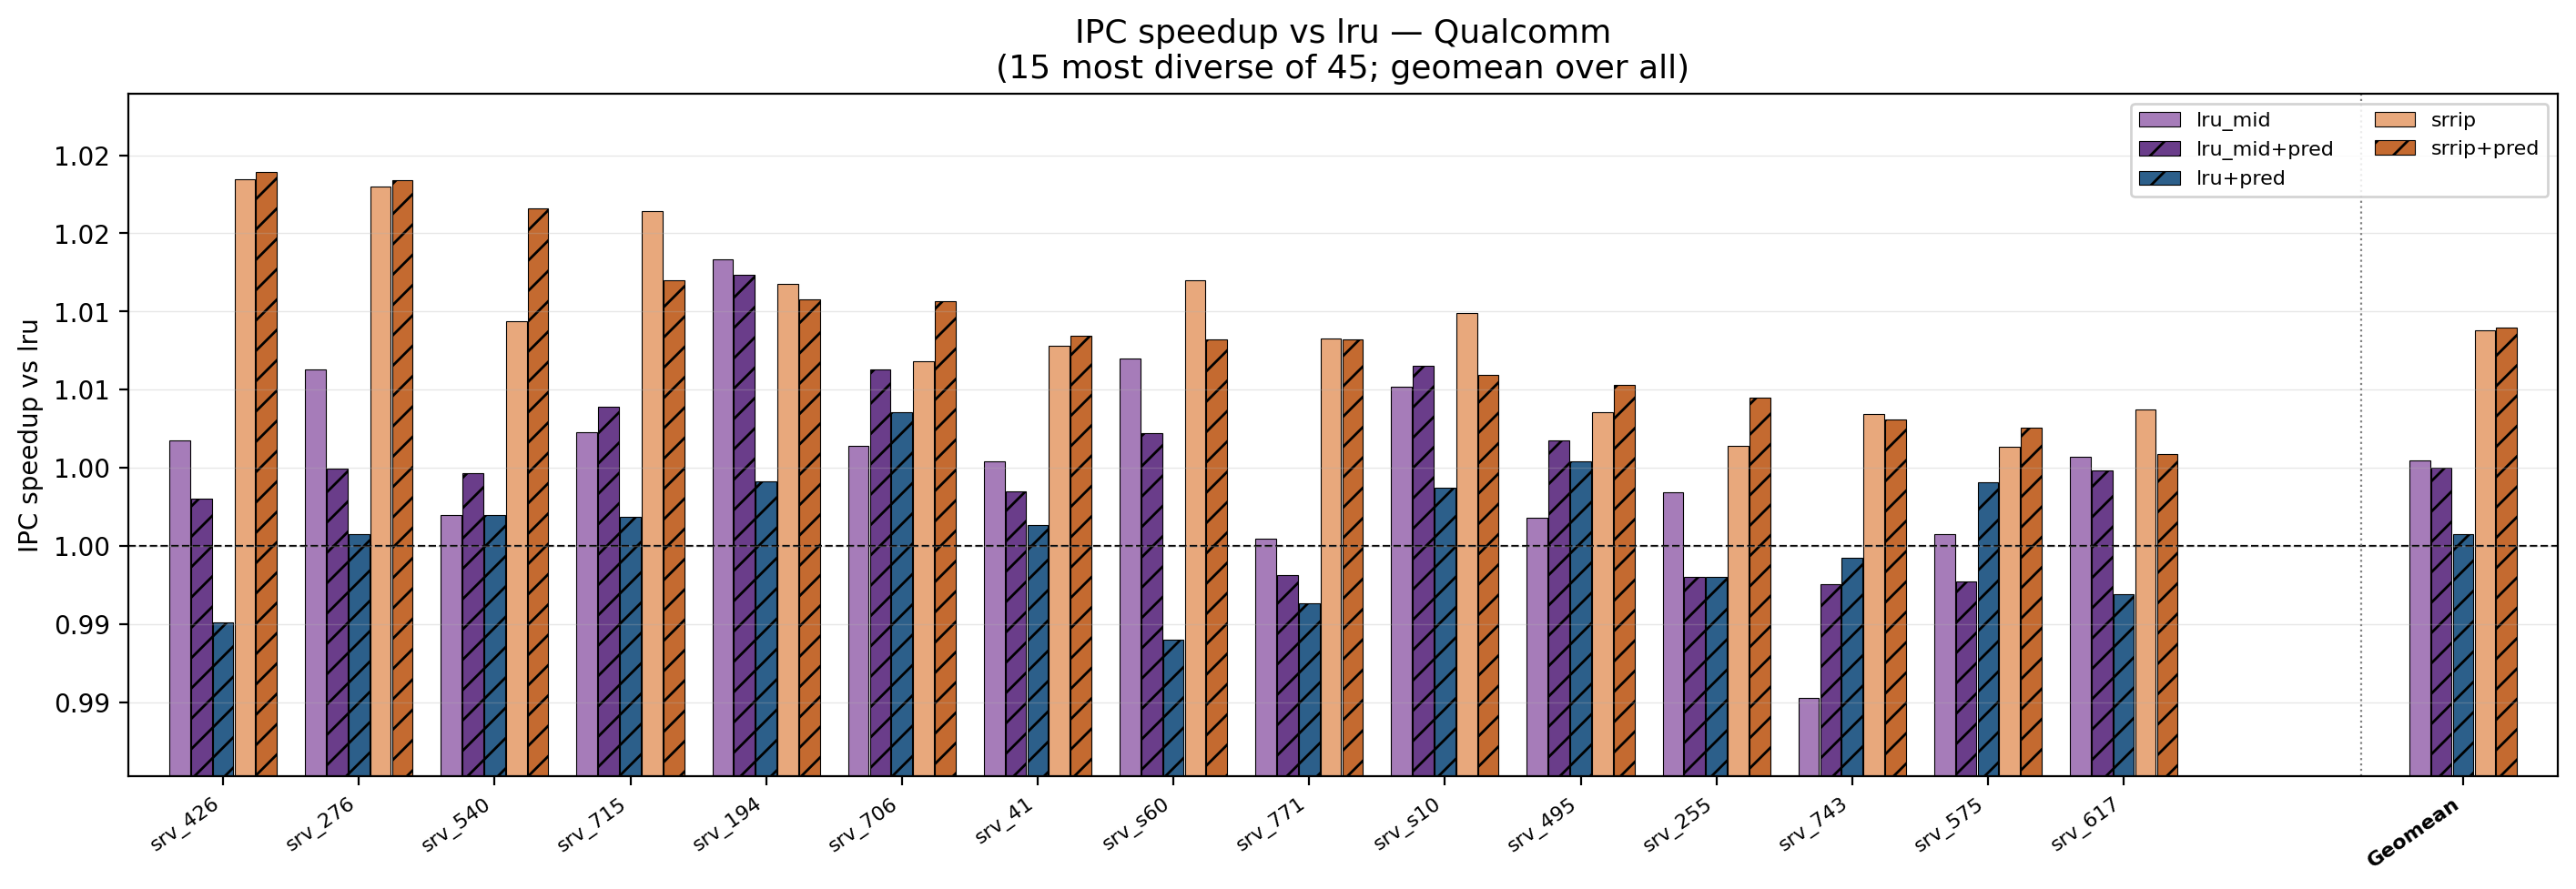 IPC speedup vs lru — Qualcomm
(15 most diverse of 45; geomean over all)
IPC speedup vs lru
1.02
1.02
1.01
1.01
1.00
1.00
0.99
0.99
lru_mid
lru_mid+pred
lru+pred
srrip
srrip+pred
srv_426
srv_276
srv_540
srv_715
srv_194
srv_706
srv_41
srv_s60
srv_771
srv_s10
srv_495
srv_255
srv_743
srv_575
srv_617
Geomean